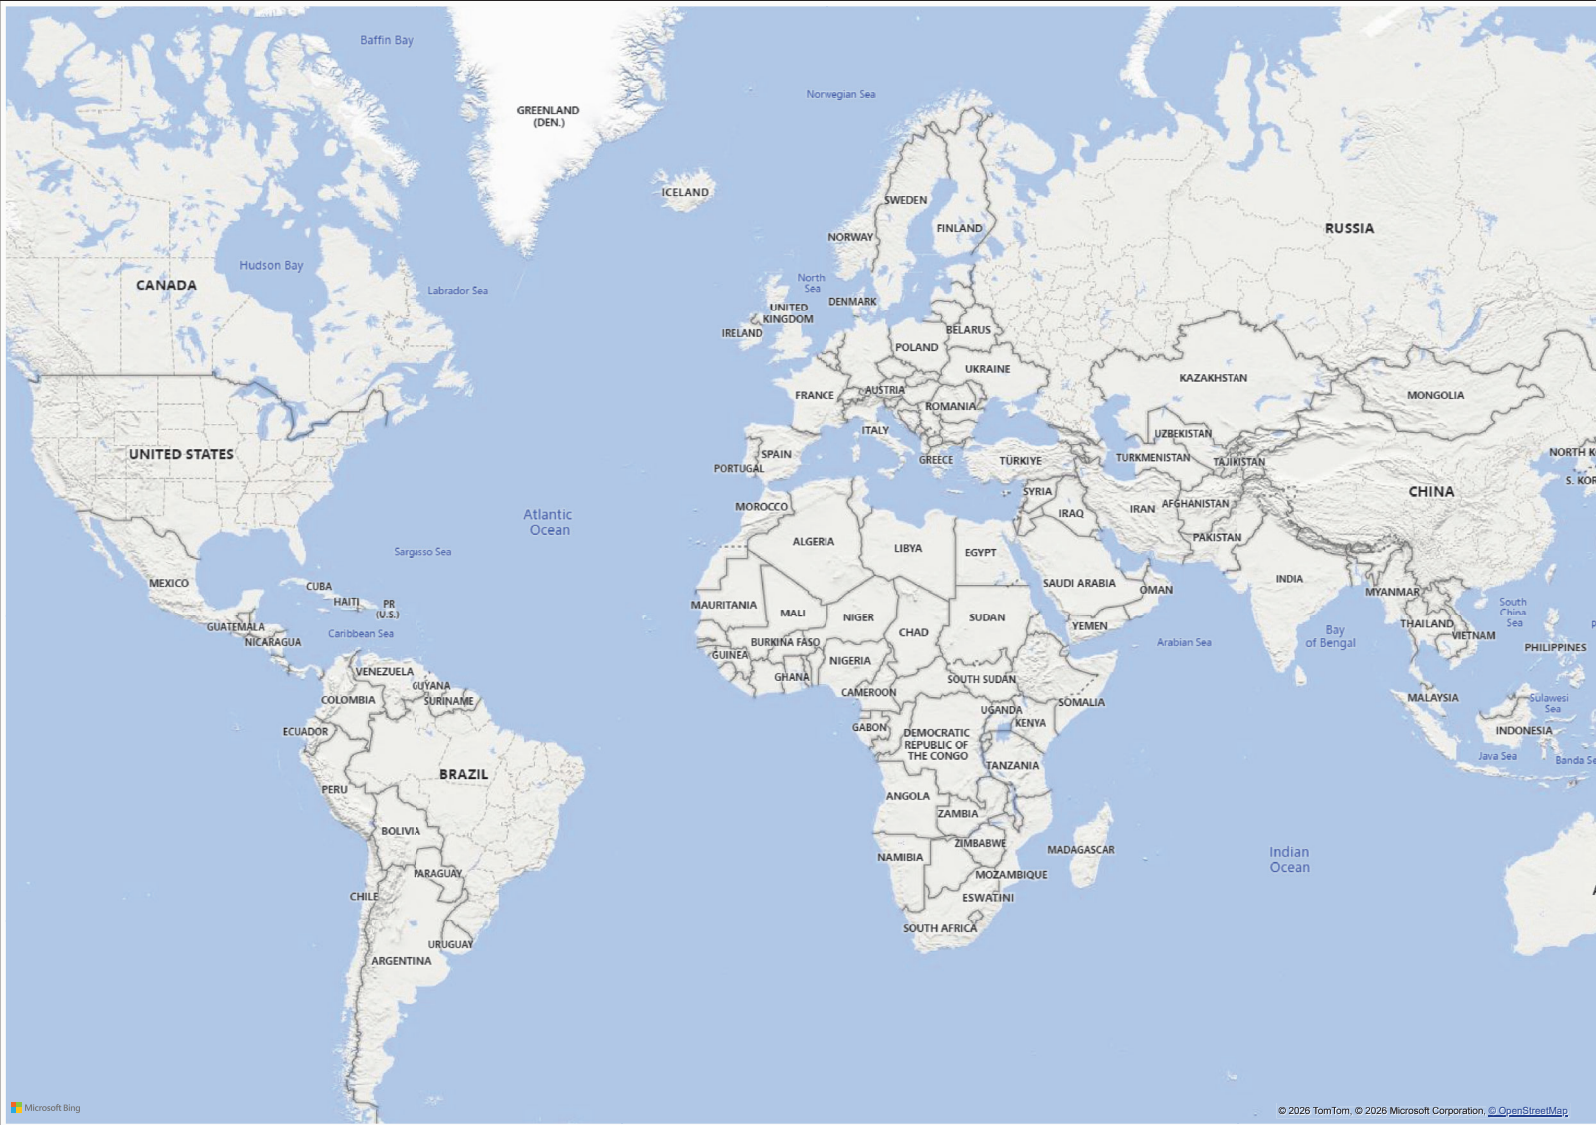 Baffin Bay
GREENLAND
(DEN.)
Norwegian Sea
ICELAND
SWEDEN
FINLAND
NORWAY
RUSSIA
Hudson Bay
CANADA
Labrador Sea
North
Sea
DENMARK
UNITED
KINGDOM
IRELAND
BELARUS
POLAND
UKRAINE
KAZAKHSTAN
FRANCE
AUSTRIA
MONGOLIA
ROMANIA
ITALY
UZBEKISTAN
UNITED STATES
SPAIN
PORTUGAL
GREECE
TÜRKIYE
TURKMENISTAN
TAJIKISTAN
NORTH K
S. KOR
CHINA
SYRIA
MOROCCO
IRAQ
IRAN
AFGHANISTAN
Atlantic
Ocean
PAKISTAN
ALGERIA
LIBYA
EGYPT
Sargasso Sea
MEXICO
CUBA
HAITI
PR
(U.S.)
SAUDI ARABIA
OMAN
INDIA
MYANMAR
MAURITANIA
MALI
NIGER
SUDAN
CHAD
YEMEN
South
China
Sea
THAILAND
VIETNAM
GUATEMALA
NICARAGUA
Caribbean Sea
BURKINA FASO
GUINEA
NIGERIA
Arabian Sea
Bay
of Bengal
PHILIPPINES
P
VENEZUELA
GUYANA
SURINAME
COLOMBIA
GHANA
CAMEROON
SOUTH SUDAN
SOMALIA
UGANDA
KENYA
MALAYSIA
Sulawesi
Sea
ECUADOR
GABON
DEMOCRATIC
REPUBLIC OF
THE CONGO
INDONESIA
Java Sea
Banda Se
BRAZIL
PERU
TANZANIA
ANGOLA
ZAMBIA
BOLIVIA
ZIMBABWE
MADAGASCAR
NAMIBIA
Indian
Ocean
PARAGUAY
MOZAMBIQUE
CHILE
ESWATINI
A
SOUTH AFRICA
URUGUAY
ARGENTINA
Microsoft Bing
© 2026 TomTom, © 2026 Microsoft Corporation, © OpenStreetMap